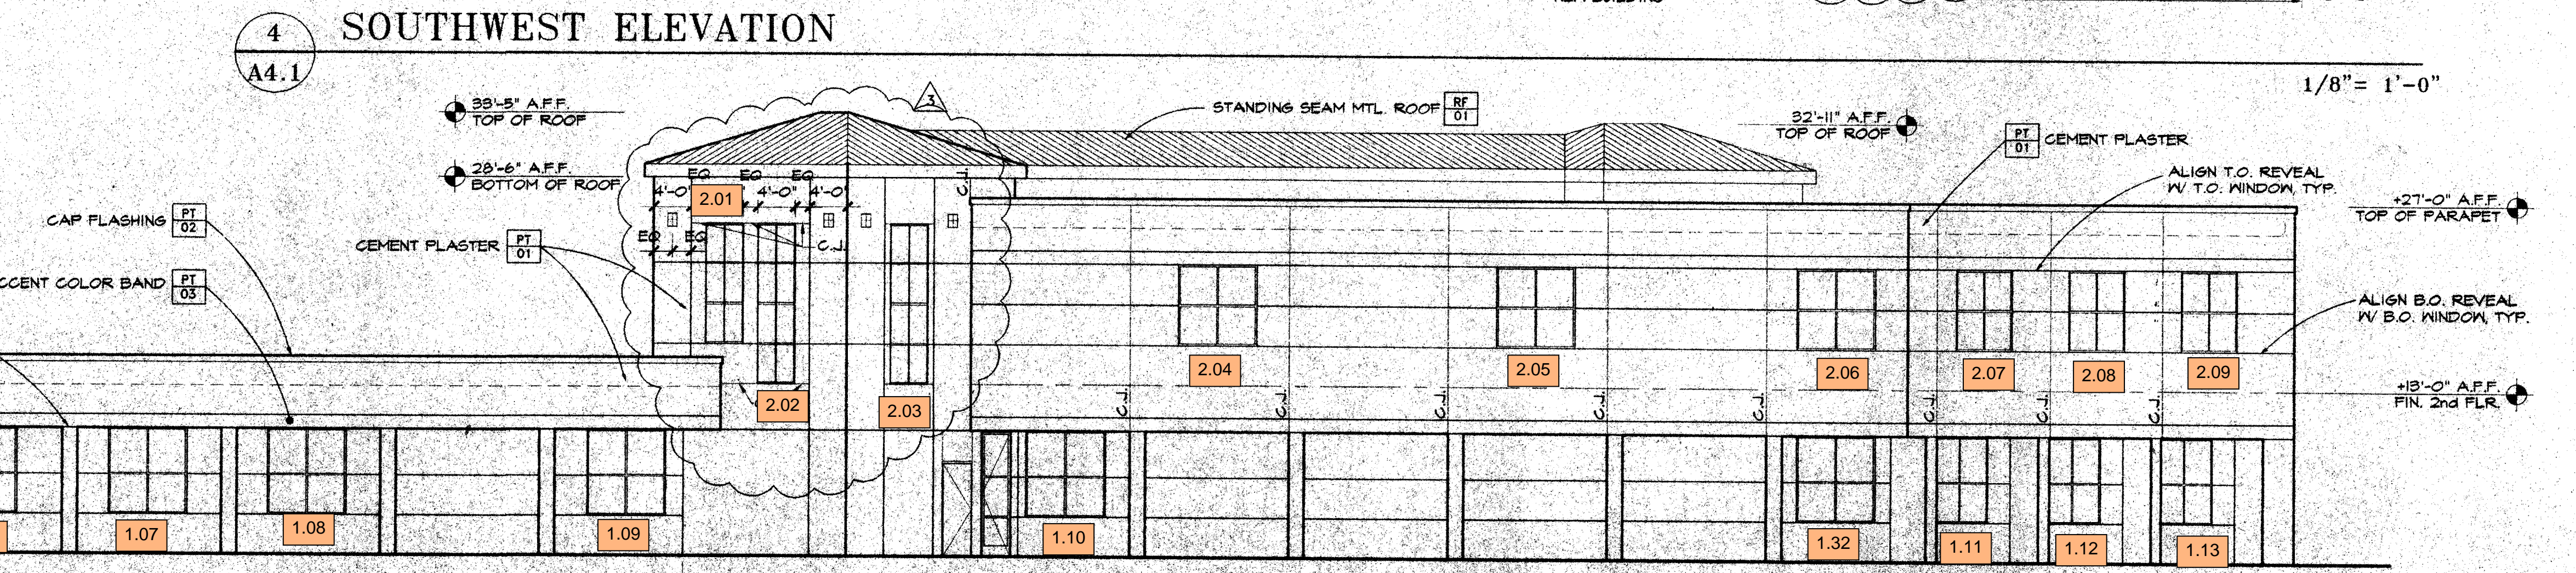 4
A4.1
SOUTHWEST ELEVATION
1/8"= 1'-0"
33'-5" A.F.F.
TOP OF ROOF
28'-6" A.F.F.
BOTTOM OF ROOF
3
STANDING SEAM MTL. ROOF
RF
01
32'-11" A.F.F.
TOP OF ROOF
PT
01
CEMENT PLASTER
ALIGN T.O. REVEAL
W/ T.O. WINDOW, TYP.
+27'-0" A.F.F.
TOP OF PARAPET
CAP FLASHING
PT
02
CEMENT PLASTER
PT
01
COLOR BAND
PT
03
EQ
EQ
EQ
4'-0"
4'-0"
4'-0"
EQ
EQ
C.J.
C.J.
2.01
2.02
2.03
2.04
2.05
2.06
2.07
2.08
2.09
ALIGN B.O. REVEAL
W/ B.O. WINDOW, TYP.
+13'-0" A.F.F.
FIN. 2nd FLR.
C.J.
C.J.
C.J.
C.J.
C.J.
C.J.
C.J.
C.J.
1.07
1.08
1.09
1.10
1.32
1.11
1.12
1.13